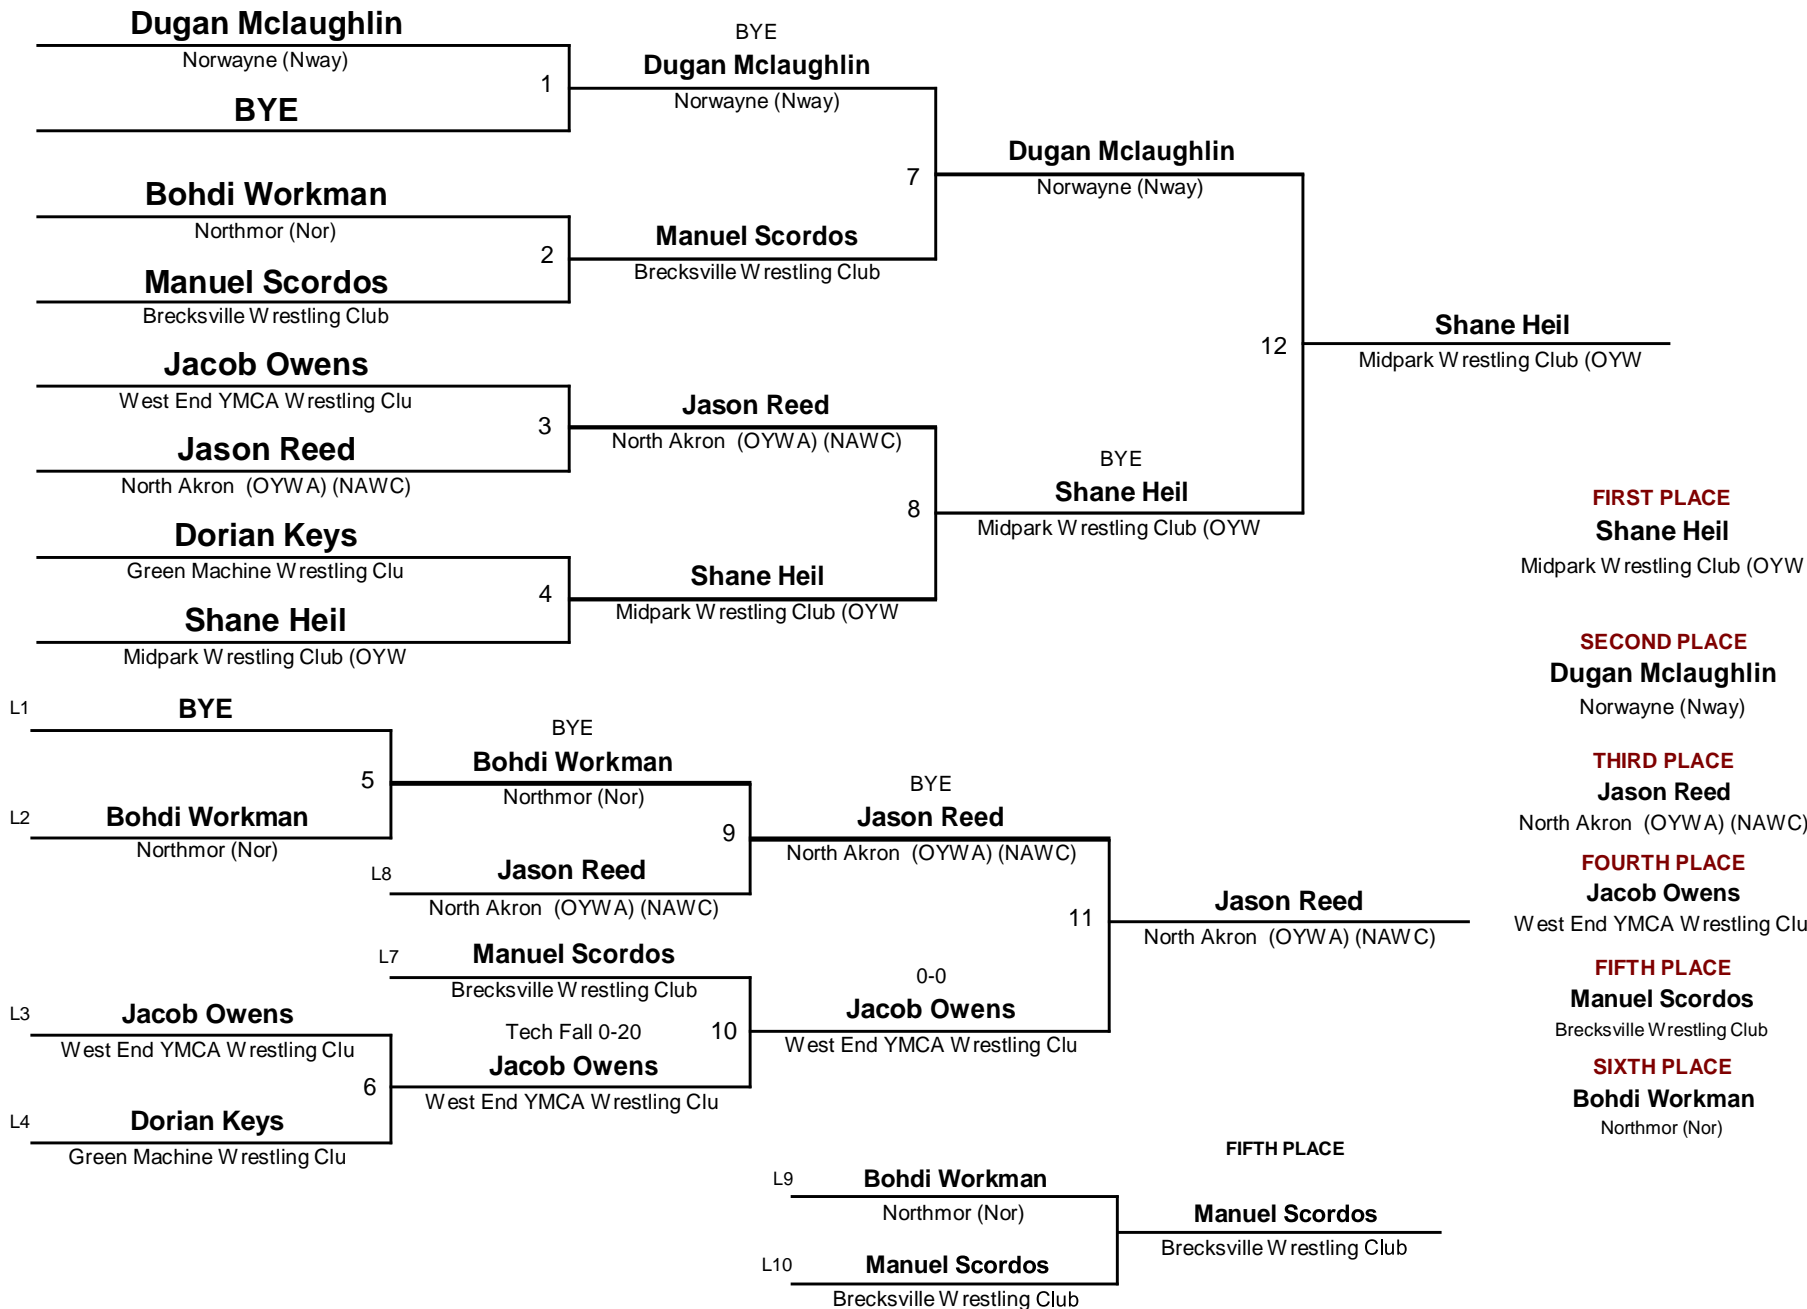 Dugan Mclaughlin
Norwayne (Nway)
1
BYE
BYE
Dugan Mclaughlin
Norwayne (Nway)
Bohdi Workman
Northmor (Nor)
2
Manuel Scordos
Brecksville Wrestling Club
Manuel Scordos
Brecksville Wrestling Club
7
Dugan Mclaughlin
Norwayne (Nway)
Jacob Owens
West End YMCA Wrestling Clu
3
Jason Reed
North Akron (OYWA) (NAWC)
Jason Reed
North Akron (OYWA) (NAWC)
Dorian Keys
Green Machine Wrestling Clu
4
Shane Heil
Midpark Wrestling Club (OYW
Shane Heil
Midpark Wrestling Club (OYW
8
BYE
Shane Heil
Midpark Wrestling Club (OYW
12
Shane Heil
Midpark Wrestling Club (OYW
FIRST PLACE
Shane Heil
Midpark Wrestling Club (OYW
SECOND PLACE
Dugan Mclaughlin
Norwayne (Nway)
THIRD PLACE
Jason Reed
North Akron (OYWA) (NAWC)
FOURTH PLACE
Jacob Owens
West End YMCA Wrestling Clu
FIFTH PLACE
Manuel Scordos
Brecksville Wrestling Club
SIXTH PLACE
Bohdi Workman
Northmor (Nor)
L1
BYE
5
L2
Bohdi Workman
Northmor (Nor)
BYE
Bohdi Workman
Northmor (Nor)
9
L8
Jason Reed
North Akron (OYWA) (NAWC)
BYE
Jason Reed
North Akron (OYWA) (NAWC)
L7
Manuel Scordos
Brecksville Wrestling Club
L3
Jacob Owens
West End YMCA Wrestling Clu
6
L4
Dorian Keys
Green Machine Wrestling Clu
Tech Fall 0-20
10
Jacob Owens
West End YMCA Wrestling Clu
0-0
Jacob Owens
West End YMCA Wrestling Clu
11
Jason Reed
North Akron (OYWA) (NAWC)
FIFTH PLACE
L9
Bohdi Workman
Northmor (Nor)
L10
Manuel Scordos
Brecksville Wrestling Club
Manuel Scordos
Brecksville Wrestling Club